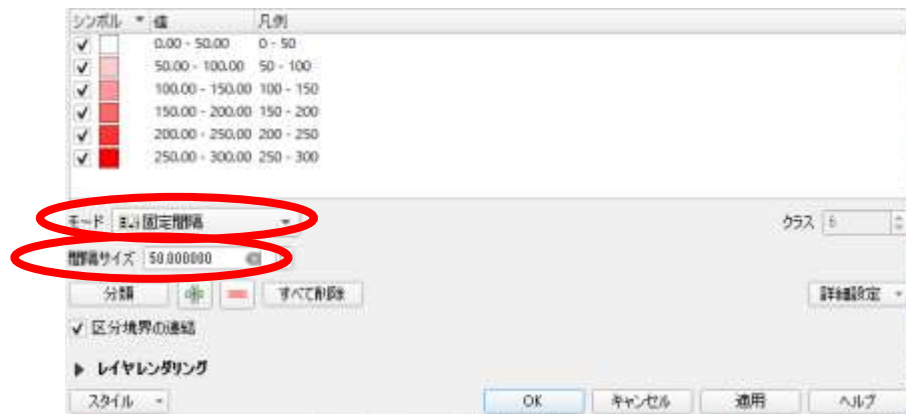 シンボル 値 凡例
0.00 - 50.00 0 - 50
50.00 - 100.00 50 - 100
100.00 - 150.00 100 - 150
150.00 - 200.00 150 - 200
200.00 - 250.00 200 - 250
250.00 - 300.00 250 - 300
モード 固定間隔 クラス 6
間隔サイズ 50.000000
分類 すべて削除 詳細設定
区分境界の連結
レイヤレンダリング
スタイル OK キャンセル 適用 ヘルプ